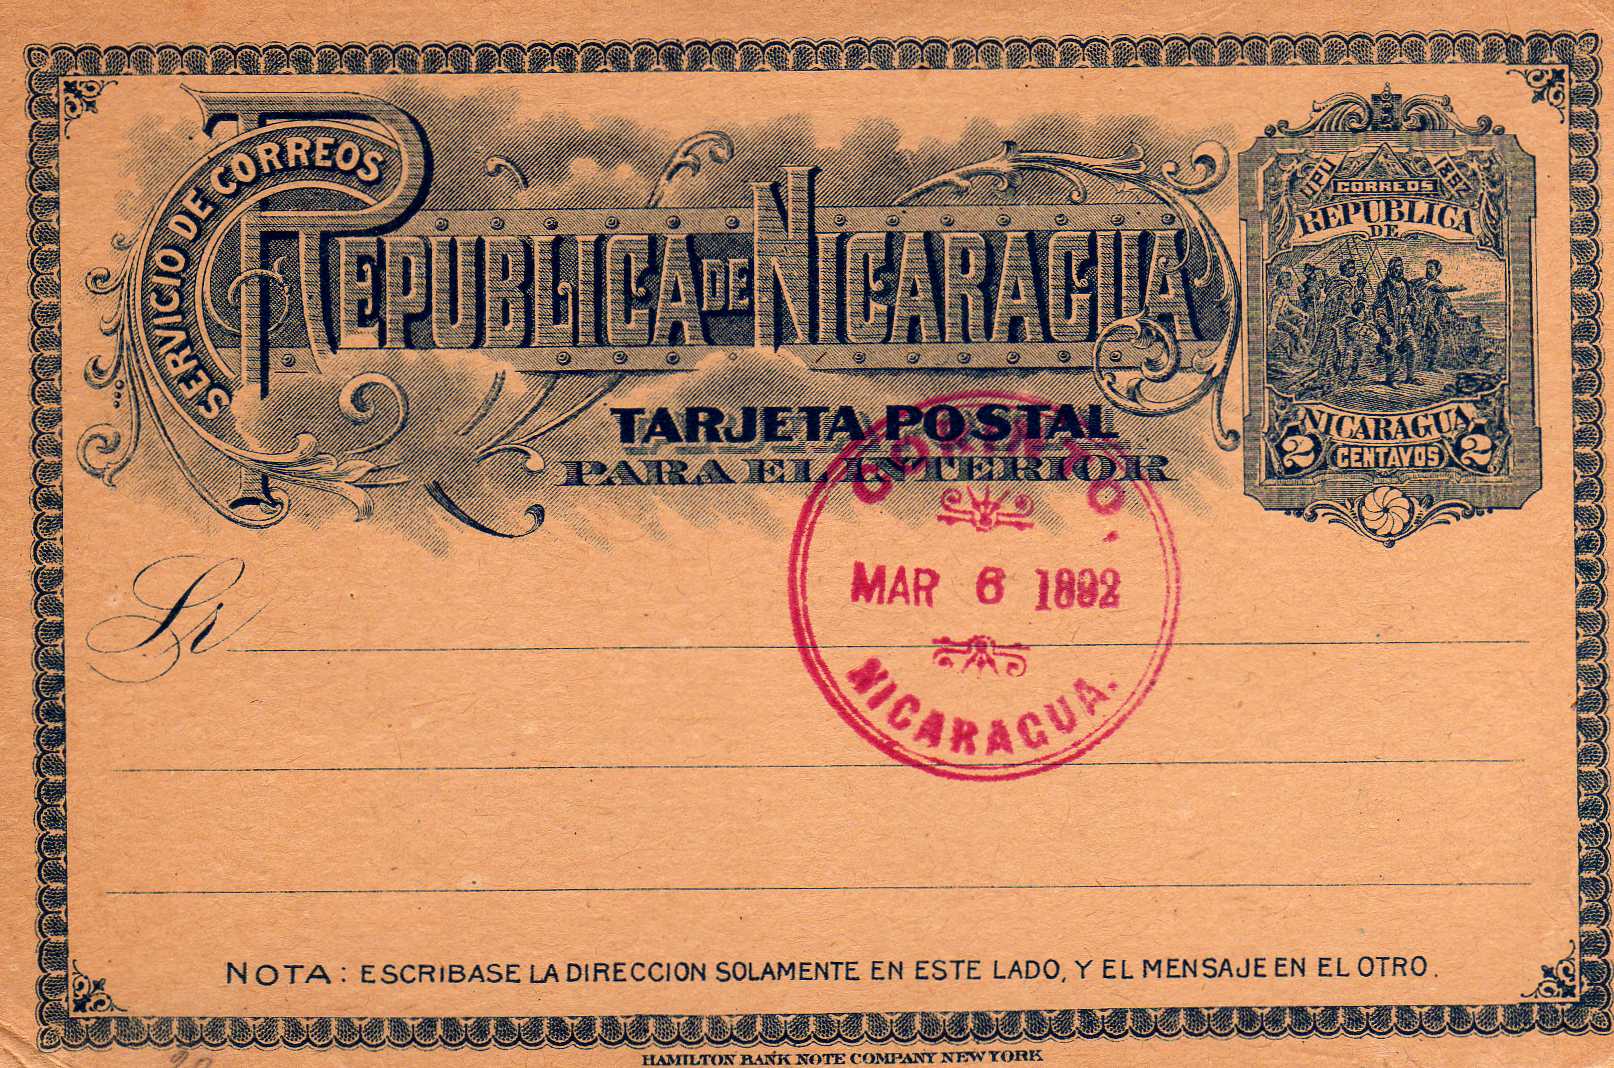 SERVICIO DE CORREOS
REPUBLICA DE NICARAGUA
TARJETA POSTAL
PARA EL INTERIOR
UPU 1892
CORREOS
REPUBLICA
DE
NICARAGUA
2 CENTAVOS 2
CORINTO.
MAR 6 1892
NICARAGUA.
Sr
NOTA: ESCRIBASE LA DIRECCION SOLAMENTE EN ESTE LADO, Y EL MENSAJE EN EL OTRO.
HAMILTON BANK NOTE COMPANY NEW YORK